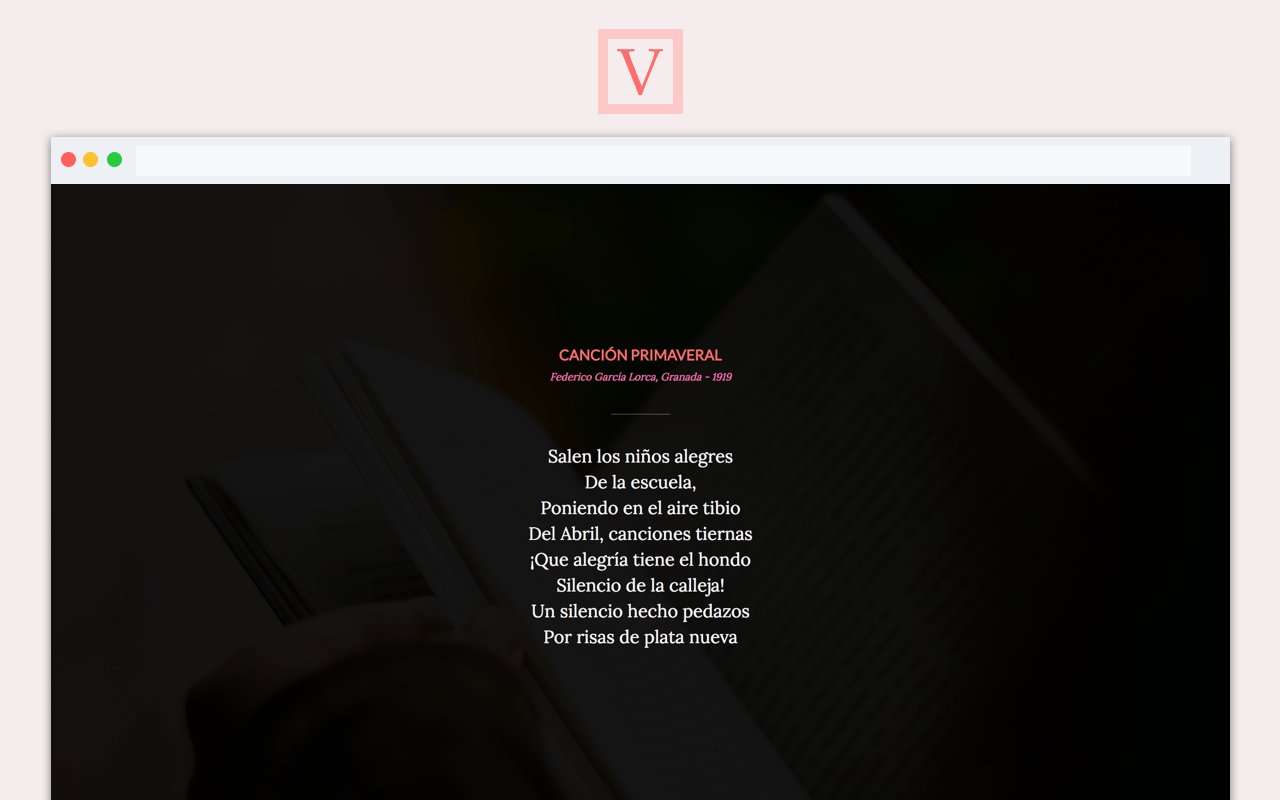 V
CANCIÓN PRIMAVERAL
Federico García Lorca, Granada - 1919
Salen los niños alegres
De la escuela,
Poniendo en el aire tibio
Del Abril, canciones tiernas
¡Que alegría tiene el hondo
Silencio de la calleja!
Un silencio hecho pedazos
Por risas de plata nueva